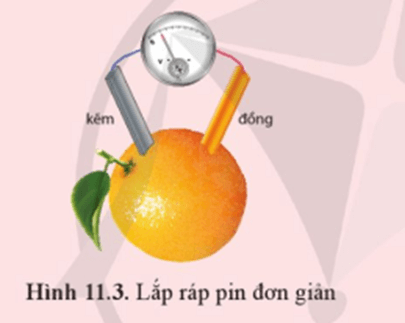 kẽm
đồng
Hình 11.3. Lắp ráp pin đơn giản